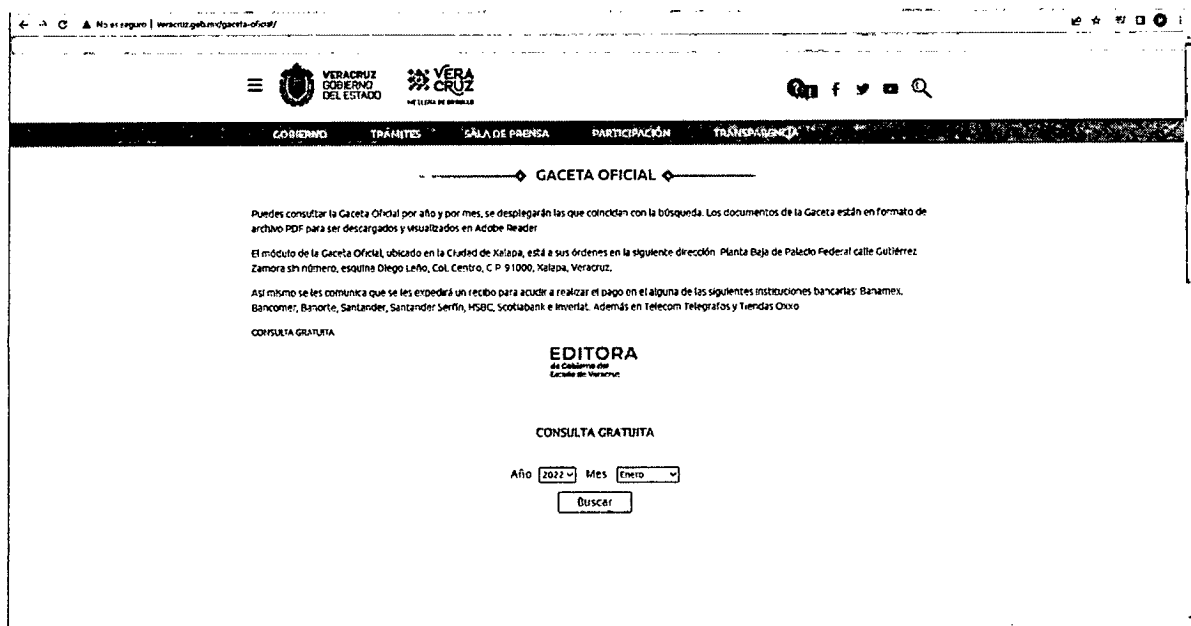 No es seguro | veracruz.gob.mx/gaceta-oficial/
VERACRUZ
GOBIERNO
DEL ESTADO
VERA
CRUZ
ME LLENA DE ORGULLO
GOBIERNO TRÁMITES SALA DE PRENSA PARTICIPACIÓN TRANSPARENCIA
GACETA OFICIAL
Puedes consultar la Gaceta Oficial por año y por mes, se desplegarán las que coincidan con la búsqueda. Los documentos de la Gaceta están en formato de
archivo PDF para ser descargados y visualizados en Adobe Reader
El módulo de la Gaceta Oficial, ubicado en la Ciudad de Xalapa, está a sus órdenes en la siguiente dirección Planta Baja de Palacio Federal calle Gutiérrez
Zamora sin número, esquina Diego Leño, Col. Centro, C P 91000, Xalapa, Veracruz.
Así mismo se les comunica que se les expedirá un recibo para acudir a realizar el pago en el alguna de las siguientes instituciones bancarias: Banamex,
Bancomer, Banorte, Santander, Santander Serfin, HSBC, Scotiabank e Inverlat. Además en Telecom Telegrafos y Tiendas Oxxo
CONSULTA GRATUITA
EDITORA
de Gobierno del
Estado de Veracruz
CONSULTA GRATUITA
Año 2022 Mes Enero
Buscar